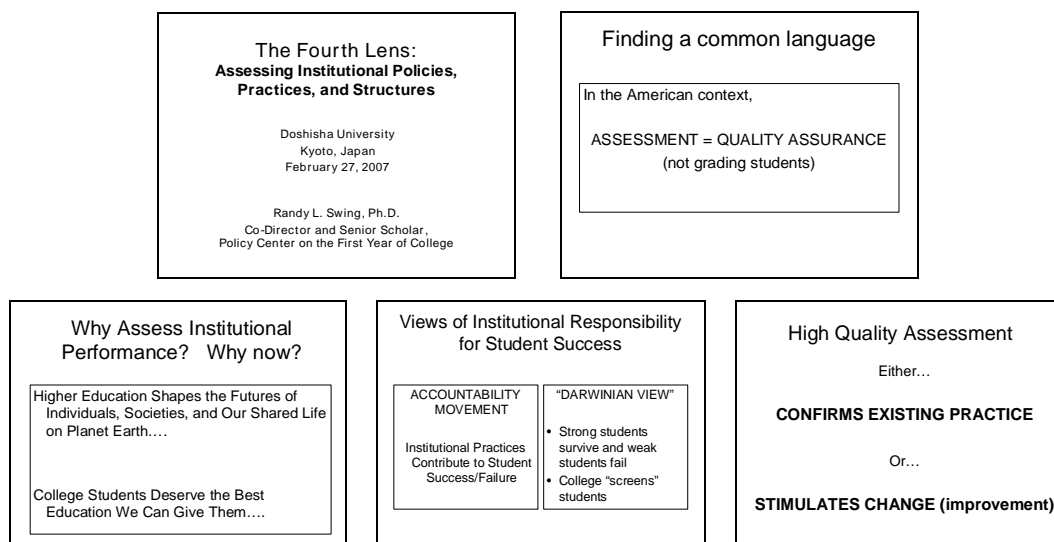 The Fourth Lens:
Assessing Institutional Policies,
Practices, and Structures
Doshisha University
Kyoto, Japan
February 27, 2007
Randy L. Swing, Ph.D.
Co-Director and Senior Scholar,
Policy Center on the First Year of College
Finding a common language
In the American context,
ASSESSMENT = QUALITY ASSURANCE
(not grading students)
Why Assess Institutional
Performance? Why now?
Higher Education Shapes the Futures of
Individuals, Societies, and Our Shared Life
on Planet Earth….
College Students Deserve the Best
Education We Can Give Them….
Views of Institutional Responsibility
for Student Success
ACCOUNTABILITY
MOVEMENT
Institutional Practices
Contribute to Student
Success/Failure
“DARWINIAN VIEW”
• Strong students
survive and weak
students fail
• College “screens”
students
High Quality Assessment
Either…
CONFIRMS EXISTING PRACTICE
Or…
STIMULATES CHANGE (improvement)